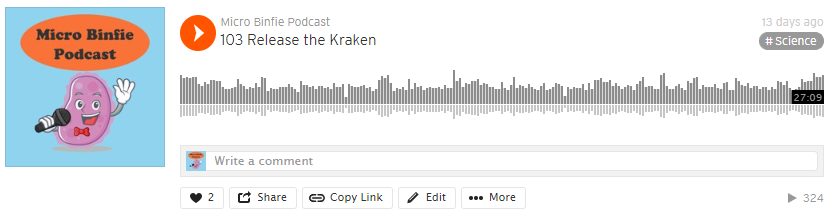 Micro Binfie
Podcast
Micro Binfie Podcast
13 days ago
103 Release the Kraken
# Science
27:09
Write a comment
2
Share
Copy Link
Edit
More
324